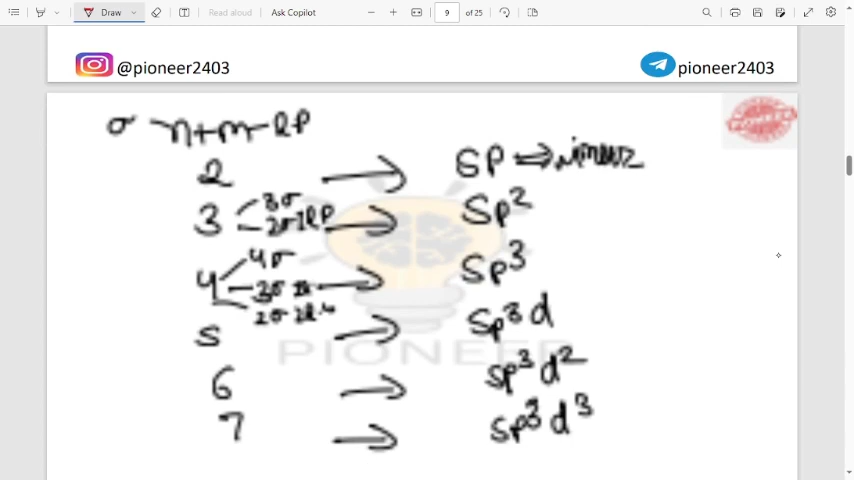 Draw
Read aloud
Ask Copilot
9 of 25
@pioneer2403
pioneer2403
PIONEER
σ n+m-lP
2 → SP ⇒
3 3σ → SP²
2σ 1lP
4 4σ → SP³
3σ
2σ
5 → SP³d
PIONEER
6 → SP³d²
7 → SP³d³